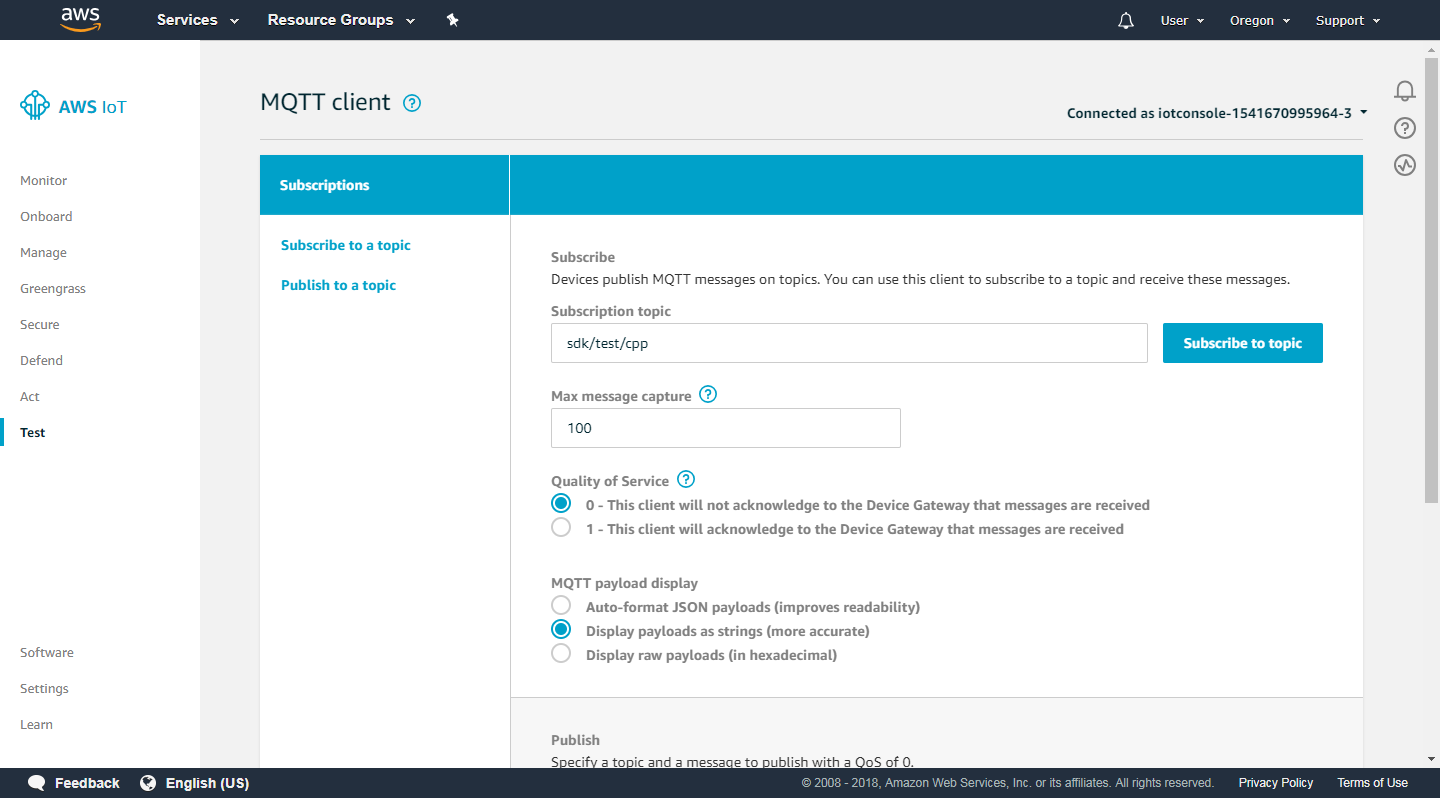 aws Services Resource Groups User Oregon Support
AWS IoT
Monitor
Onboard
Manage
Greengrass
Secure
Defend
Act
Test
Software
Settings
Learn
MQTT client ?
Connected as iotconsole-1541670995964-3
Subscriptions
Subscribe to a topic
Publish to a topic
Subscribe
Devices publish MQTT messages on topics. You can use this client to subscribe to a topic and receive these messages.
Subscription topic
sdk/test/cpp Subscribe to topic
Max message capture ?
100
Quality of Service ?
0 - This client will not acknowledge to the Device Gateway that messages are received
1 - This client will acknowledge to the Device Gateway that messages are received
MQTT payload display
Auto-format JSON payloads (improves readability)
Display payloads as strings (more accurate)
Display raw payloads (in hexadecimal)
Publish
Specify a topic and a message to publish with a QoS of 0.
?
Feedback English (US) © 2008 - 2018, Amazon Web Services, Inc. or its affiliates. All rights reserved. Privacy Policy Terms of Use